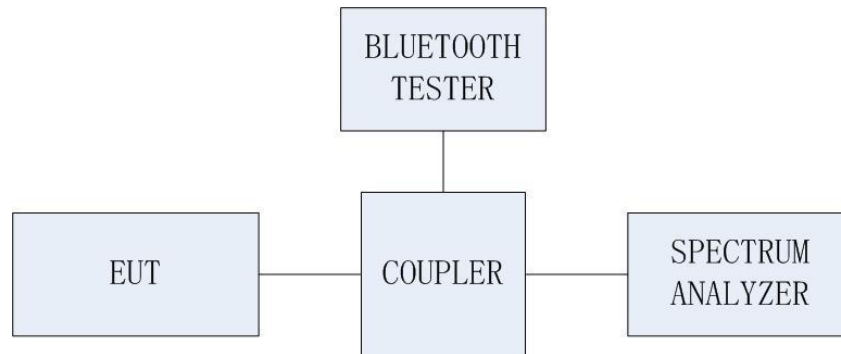 BLUETOOTH
TESTER
EUT
COUPLER
SPECTRUM
ANALYZER